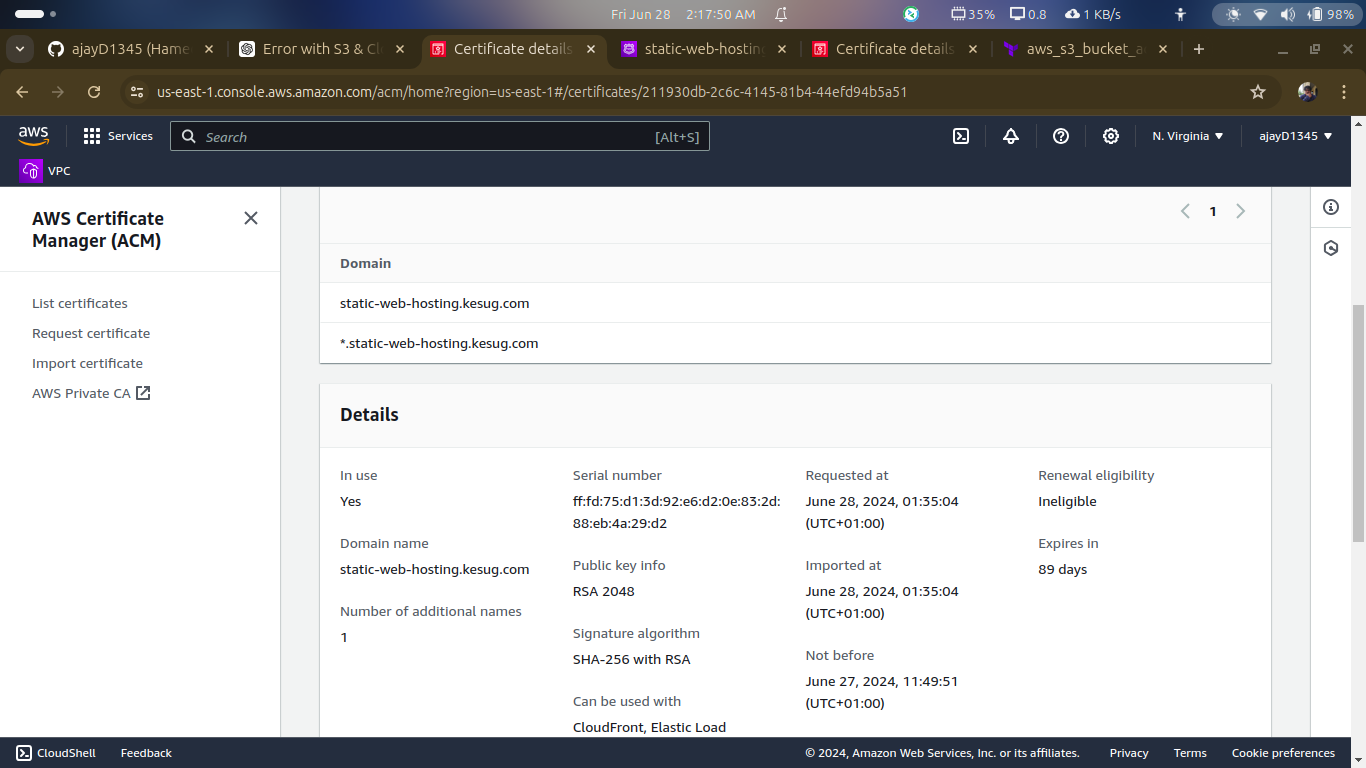 Fri Jun 28 2:17:50 AM 35% 0.8 1 KB/s 98%
ajayD1345 (Hame Error with S3 & Cl Certificate details static-web-hosting Certificate details aws_s3_bucket_a
us-east-1.console.aws.amazon.com/acm/home?region=us-east-1#/certificates/211930db-2c6c-4145-81b4-44efd94b5a51
aws Services Search [Alt+S] N. Virginia ajayD1345
VPC
AWS Certificate
Manager (ACM)
List certificates
Request certificate
Import certificate
AWS Private CA
1
Domain
static-web-hosting.kesug.com
*.static-web-hosting.kesug.com
Details
In use
Yes
Domain name
static-web-hosting.kesug.com
Number of additional names
1
Serial number
ff:fd:75:d1:3d:92:e6:d2:0e:83:2d:
88:eb:4a:29:d2
Public key info
RSA 2048
Signature algorithm
SHA-256 with RSA
Can be used with
CloudFront, Elastic Load
Requested at
June 28, 2024, 01:35:04
(UTC+01:00)
Imported at
June 28, 2024, 01:35:04
(UTC+01:00)
Not before
June 27, 2024, 11:49:51
(UTC+01:00)
Renewal eligibility
Ineligible
Expires in
89 days
CloudShell Feedback © 2024, Amazon Web Services, Inc. or its affiliates. Privacy Terms Cookie preferences